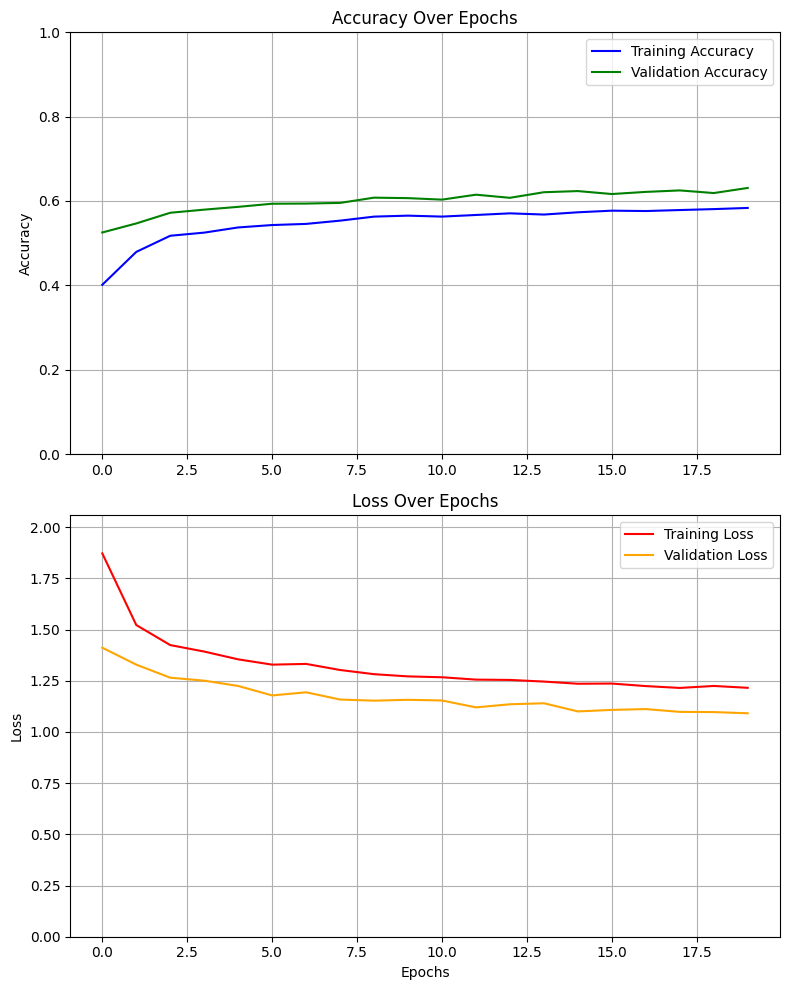 Accuracy Over Epochs
Training Accuracy
Validation Accuracy
Accuracy
1.0
0.8
0.6
0.4
0.2
0.0
0.0 2.5 5.0 7.5 10.0 12.5 15.0 17.5
Loss Over Epochs
Training Loss
Validation Loss
Loss
2.00
1.75
1.50
1.25
1.00
0.75
0.50
0.25
0.00
0.0 2.5 5.0 7.5 10.0 12.5 15.0 17.5
Epochs